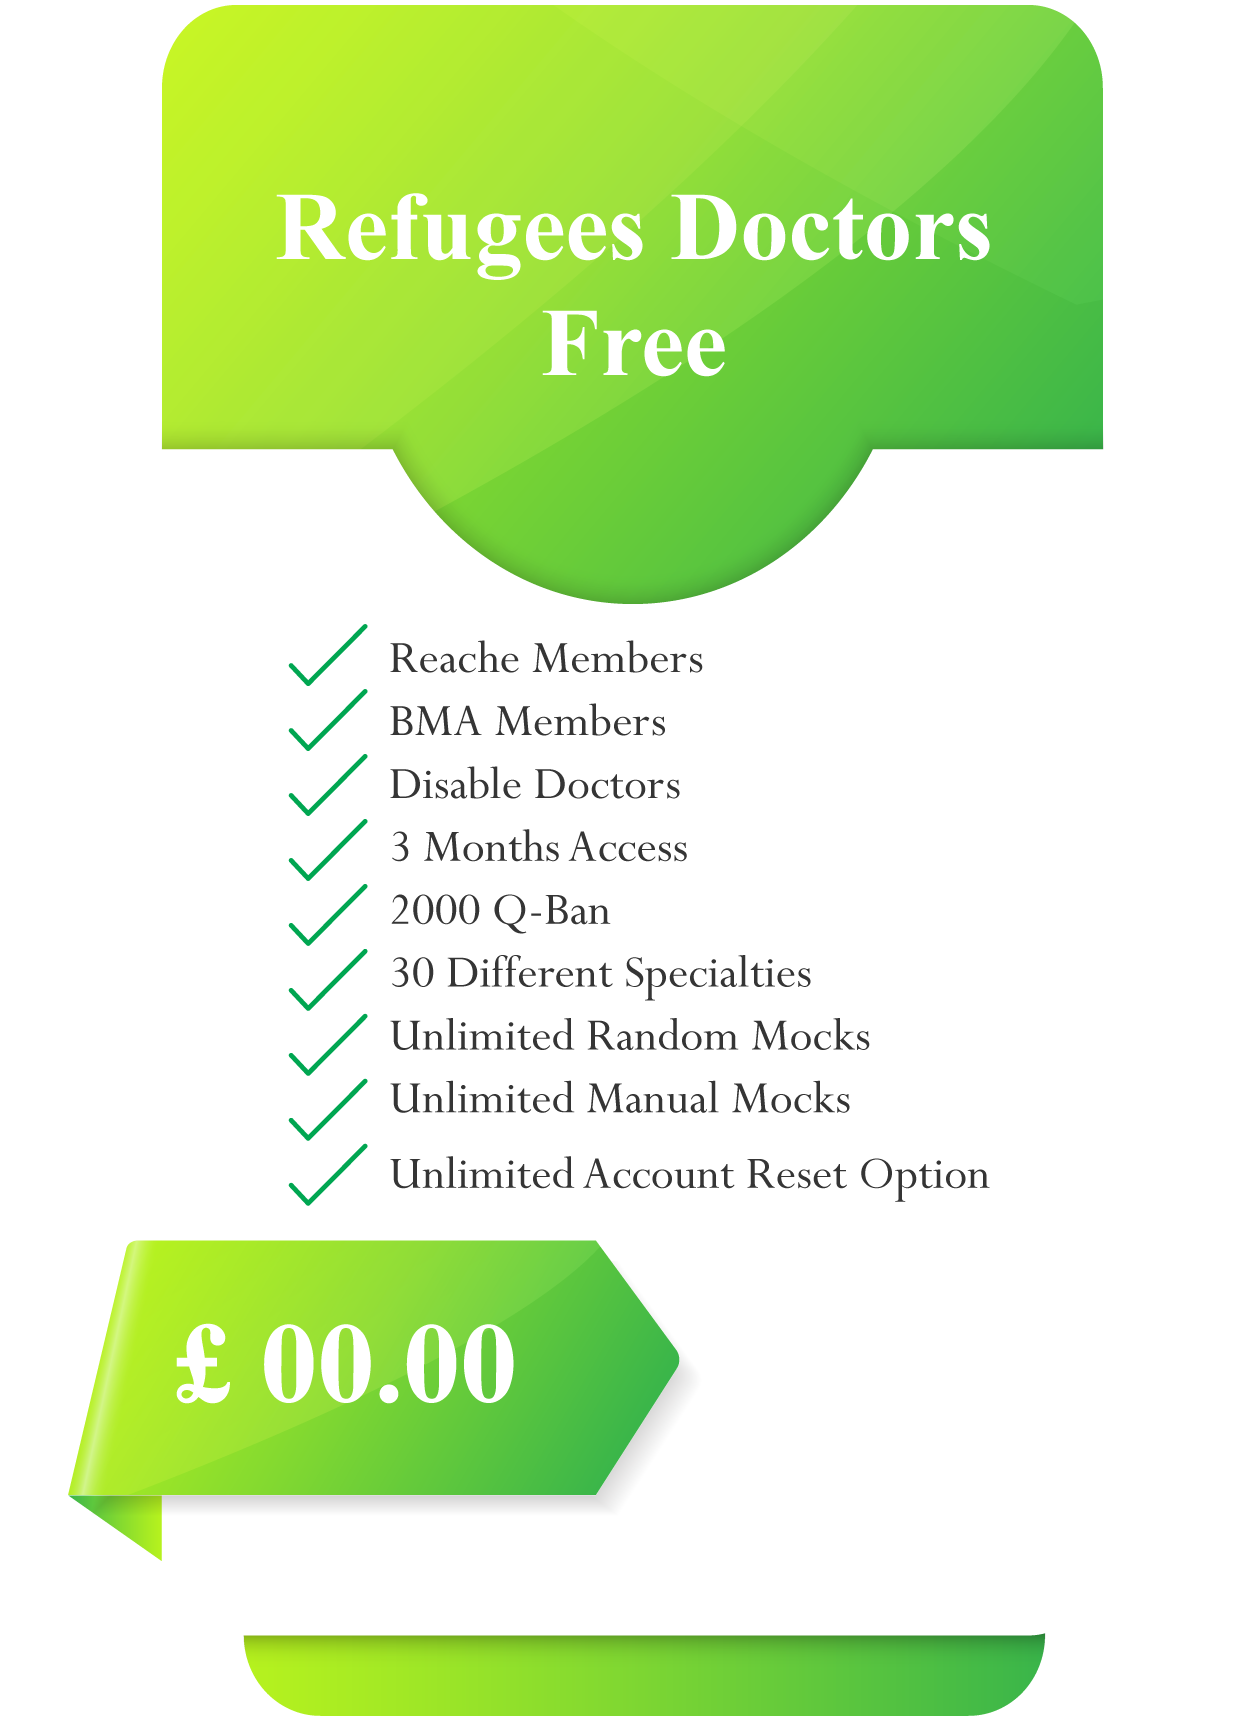 Refugees Doctors
Free
Reache Members
BMA Members
Disable Doctors
3 Months Access
2000 Q-Ban
30 Different Specialties
Unlimited Random Mocks
Unlimited Manual Mocks
Unlimited Account Reset Option
£ 00.00